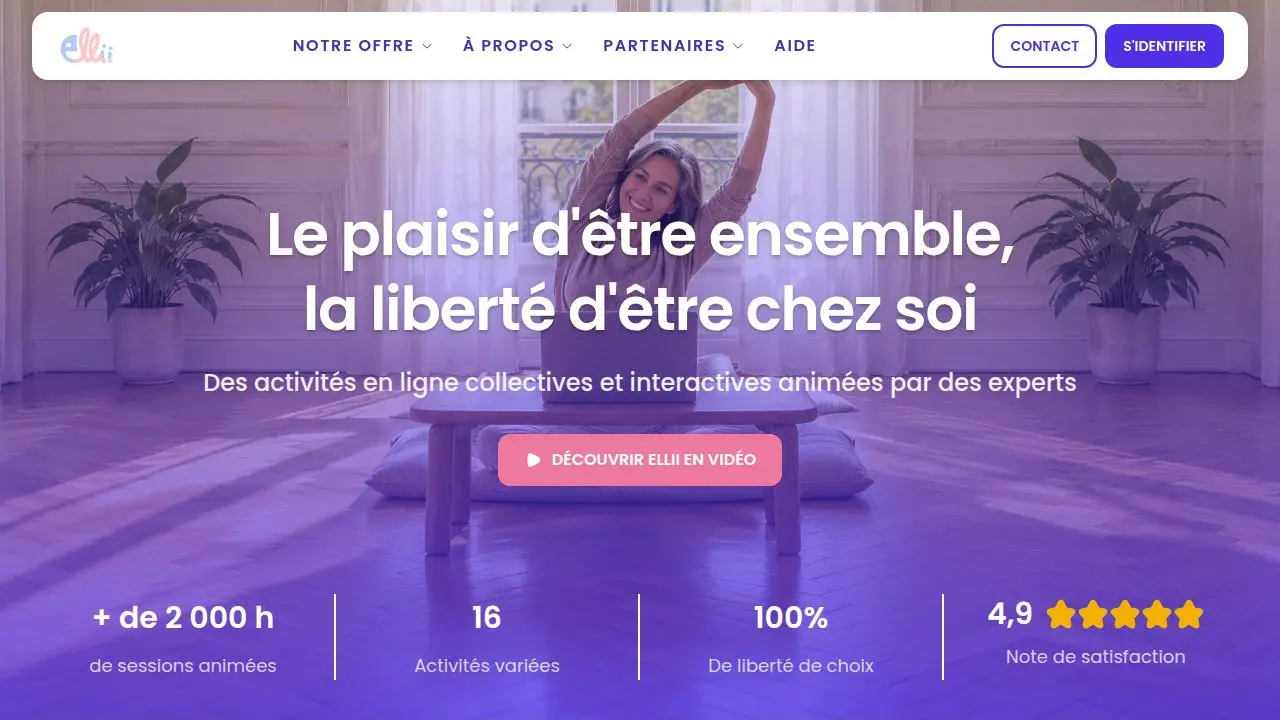 ellii
NOTRE OFFRE
À PROPOS
PARTENAIRES
AIDE
CONTACT
S'IDENTIFIER
Le plaisir d'être ensemble,
la liberté d'être chez soi
Des activités en ligne collectives et interactives animées par des experts
DÉCOUVRIR ELLII EN VIDÉO
+ de 2 000 h
de sessions animées
16
Activités variées
100%
De liberté de choix
4,9
Note de satisfaction